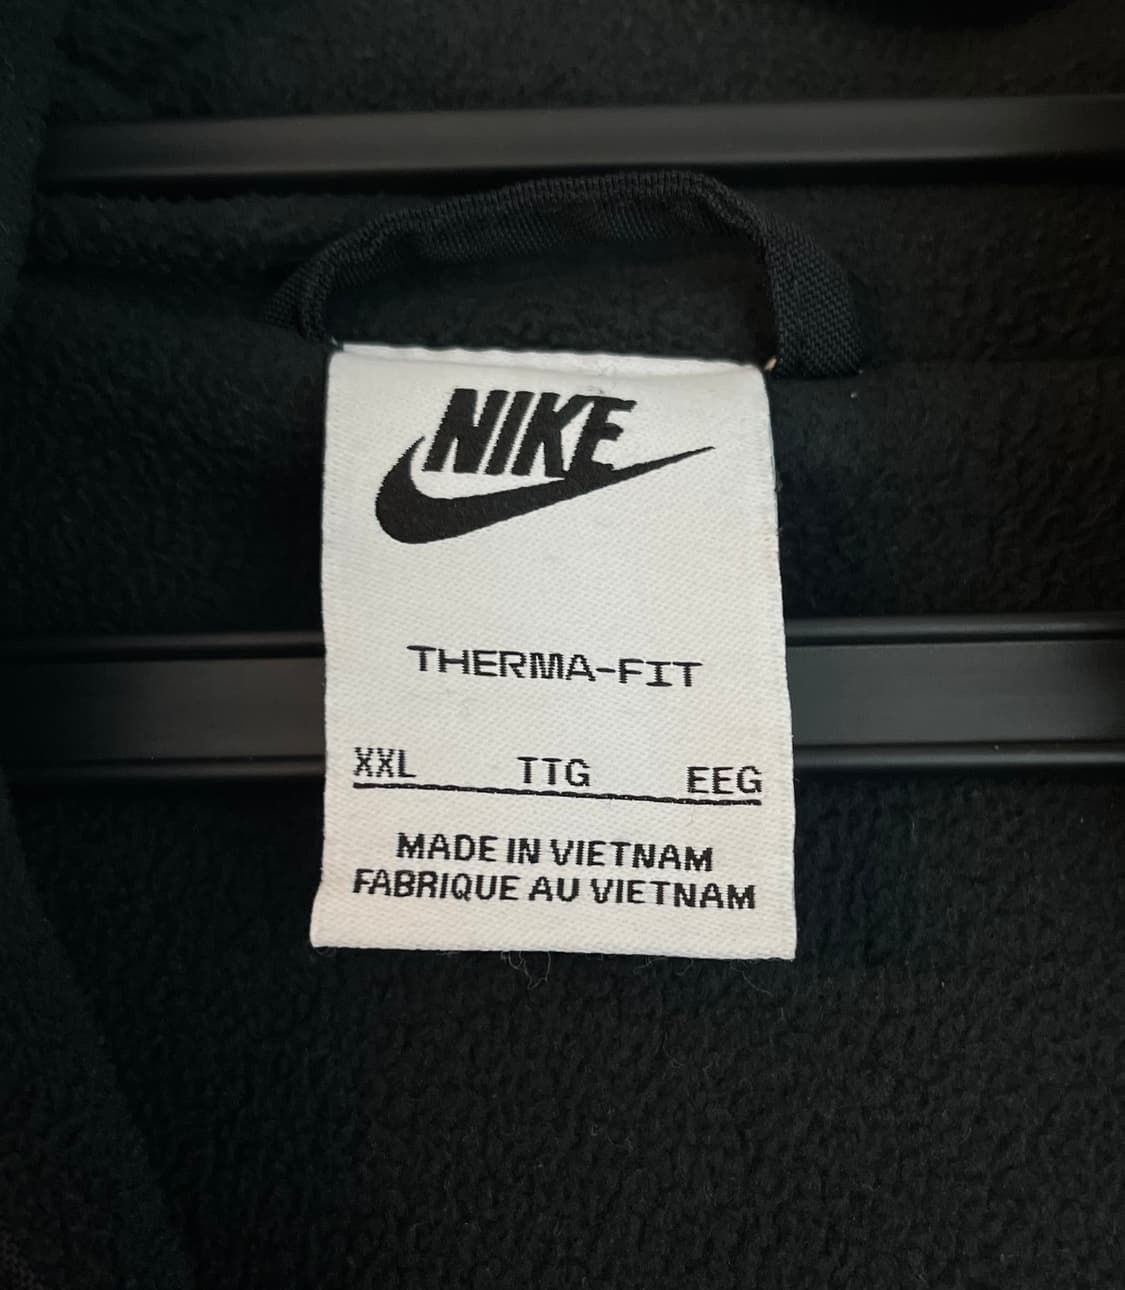 NIKE
THERMA-FIT
XXL TTG EEG
MADE IN VIETNAM
FABRIQUE AU VIETNAM